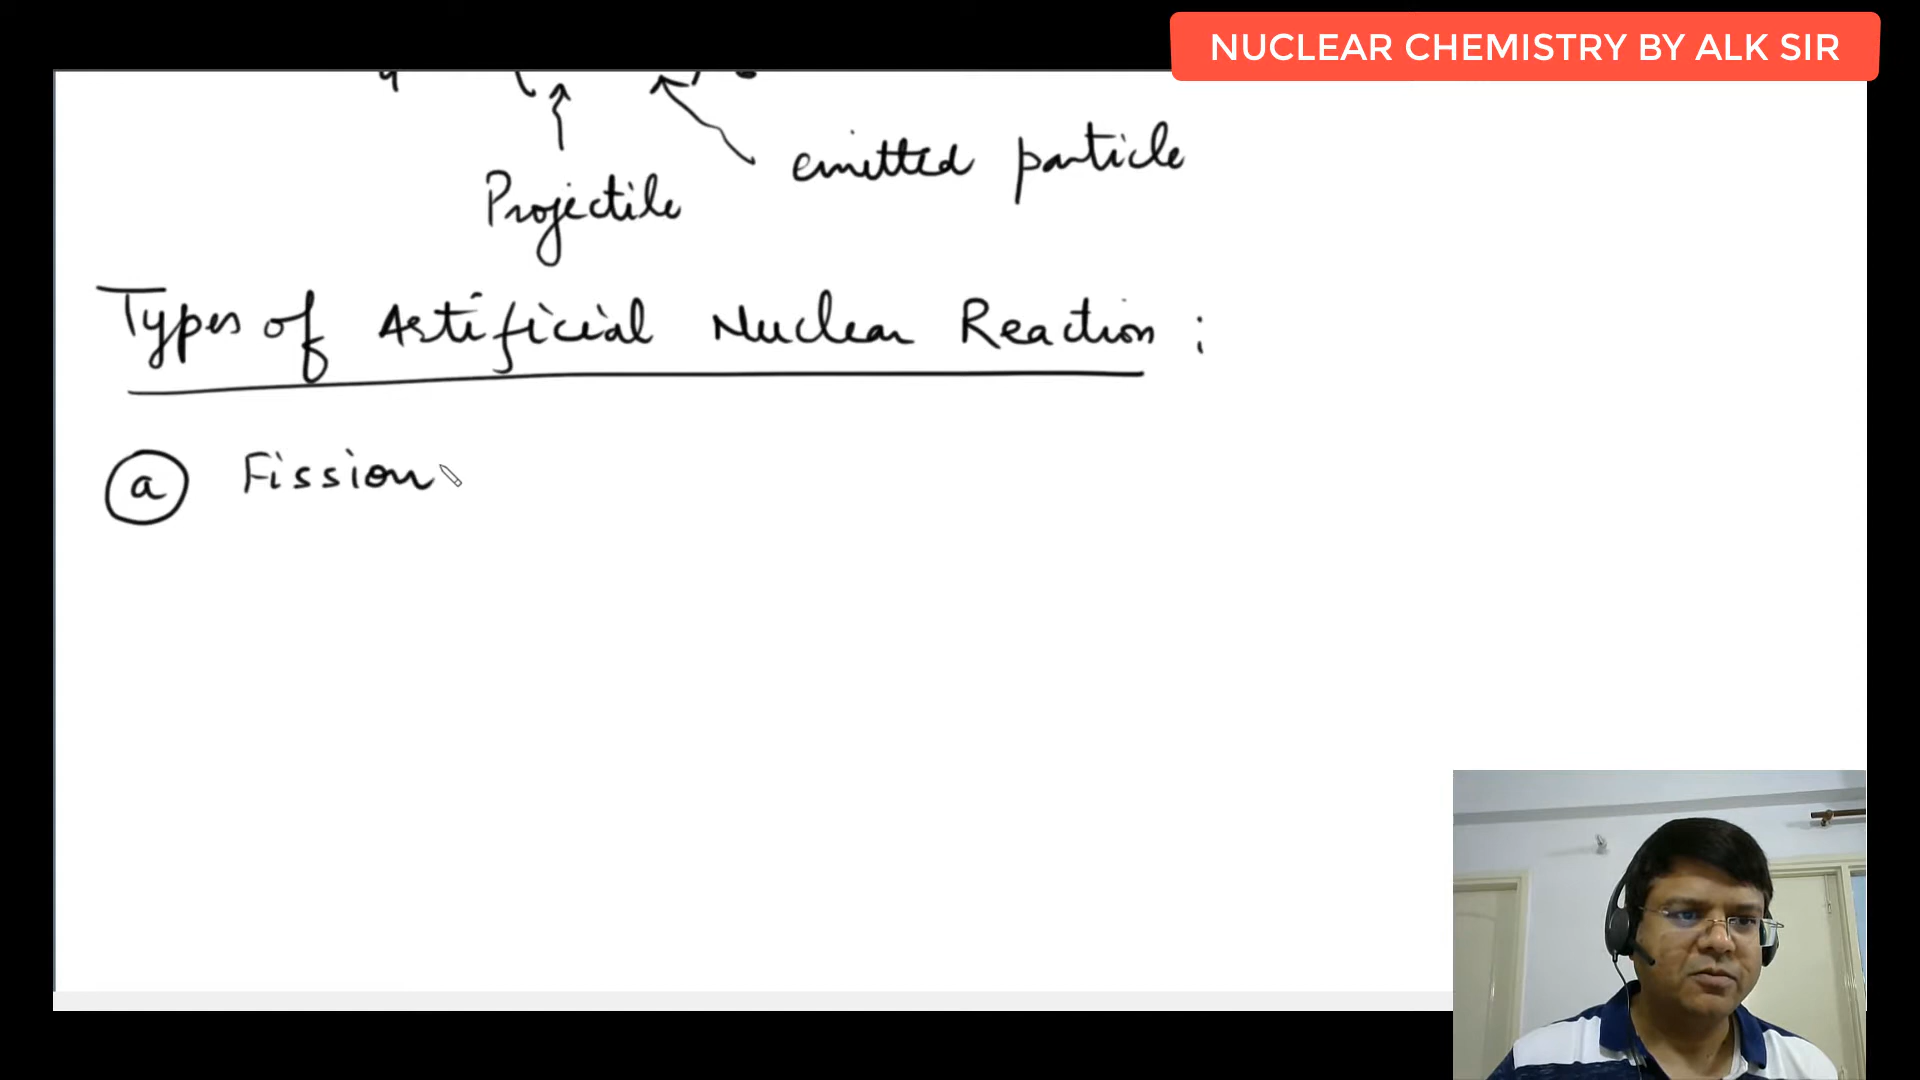 NUCLEAR CHEMISTRY BY ALK SIR
emitted particle
Projectile
Types of Artificial Nuclear Reaction :
a Fission